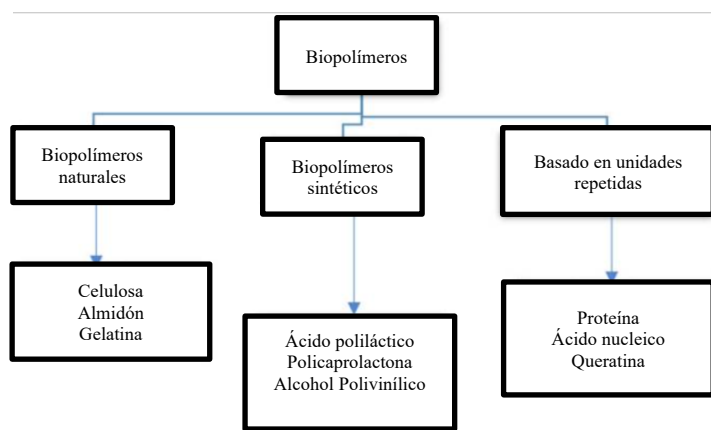 Biopolímeros
Biopolímeros
naturales
Biopolímeros
sintéticos
Basado en unidades
repetidas
Celulosa
Almidón
Gelatina
Ácido poliláctico
Policaprolactona
Alcohol Polivinílico
Proteína
Ácido nucleico
Queratina